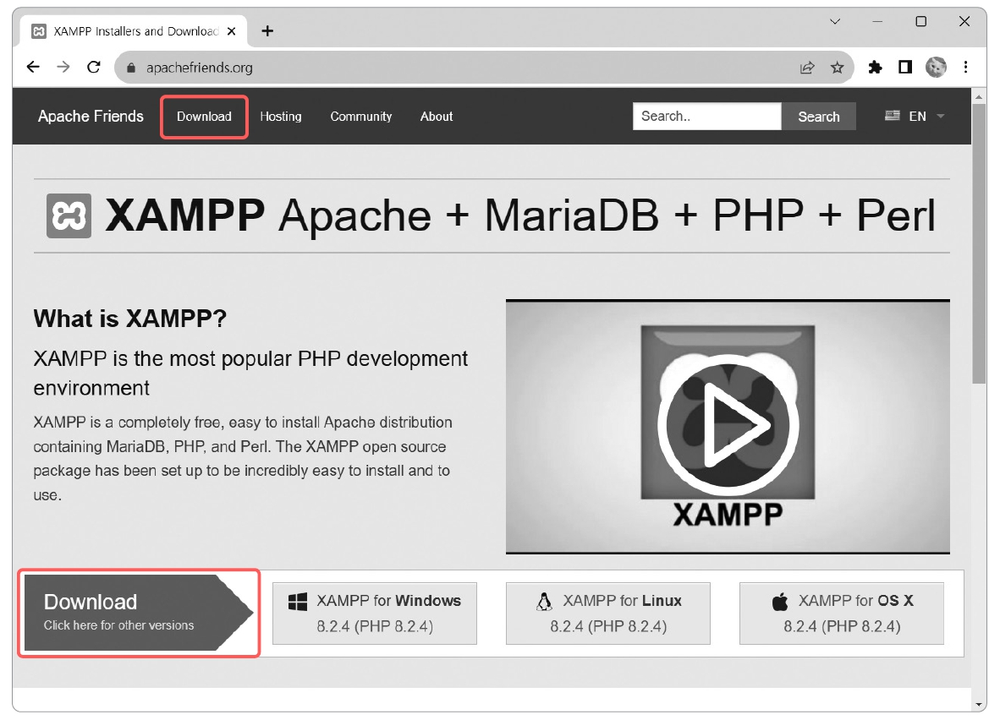 XAMPP Installers and Download
apachefriends.org
Apache Friends Download Hosting Community About Search.. Search EN
XAMPP Apache + MariaDB + PHP + Perl
What is XAMPP?
XAMPP is the most popular PHP development
environment
XAMPP is a completely free, easy to install Apache distribution
containing MariaDB, PHP, and Perl. The XAMPP open source
package has been set up to be incredibly easy to install and to
use.
XAMPP
Download
Click here for other versions
XAMPP for Windows
8.2.4 (PHP 8.2.4)
XAMPP for Linux
8.2.4 (PHP 8.2.4)
XAMPP for OS X
8.2.4 (PHP 8.2.4)